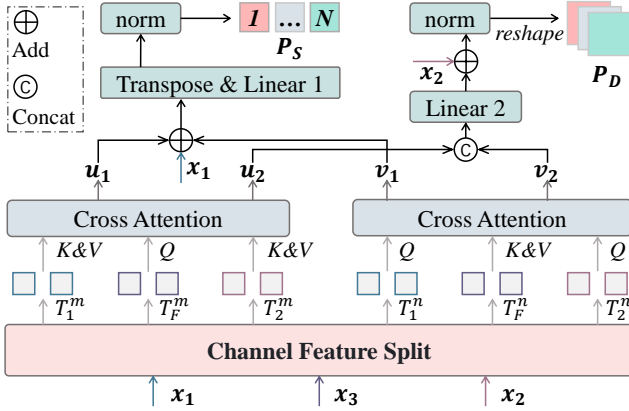 norm
1 ... N
P_S
norm
reshape
P_D
Add
C
Concat
Transpose & Linear 1
x_2
Linear 2
C
u_1
x_1
u_2
v_1
v_2
Cross Attention
Cross Attention
K&V
Q
K&V
Q
K&V
Q
T_1^m
T_F^m
T_2^m
T_1^n
T_F^n
T_2^n
Channel Feature Split
x_1
x_3
x_2